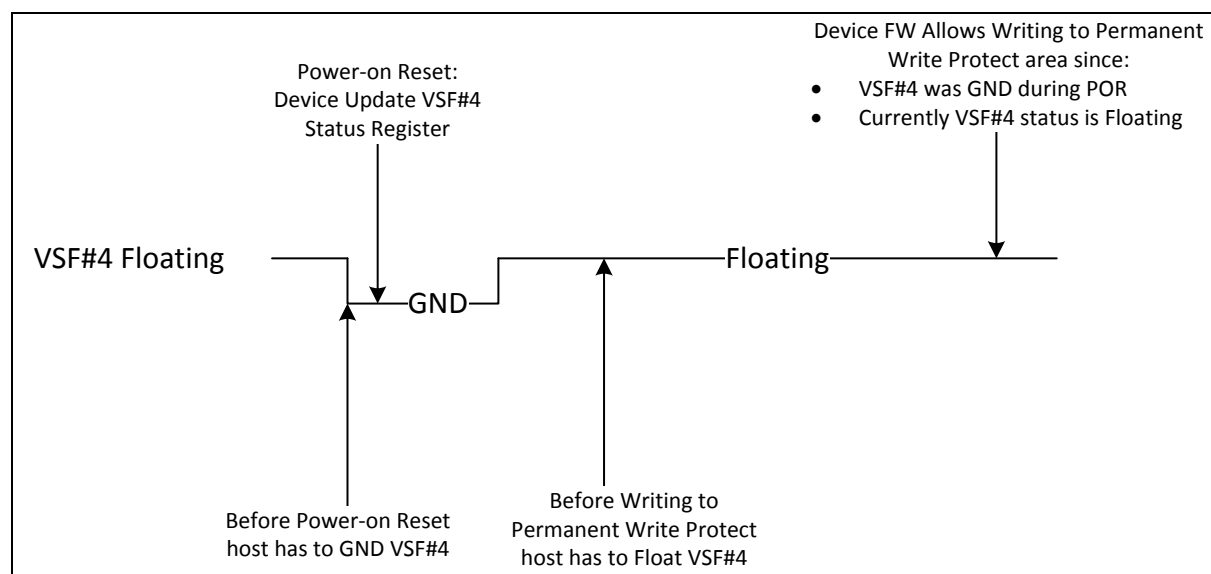 Device FW Allows Writing to Permanent
Write Protect area since:
• VSF#4 was GND during POR
• Currently VSF#4 status is Floating
Power-on Reset:
Device Update VSF#4
Status Register
VSF#4 Floating
GND
Floating
Before Power-on Reset
host has to GND VSF#4
Before Writing to
Permanent Write Protect
host has to Float VSF#4